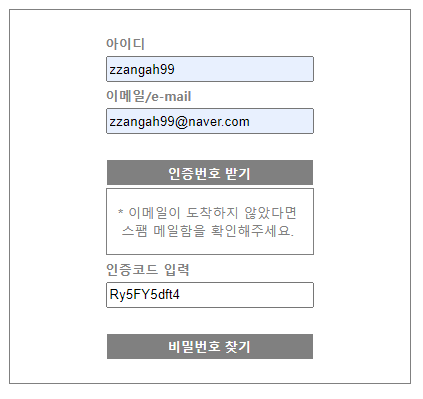 아이디
zzangah99
이메일/e-mail
zzangah99@naver.com
인증번호 받기
* 이메일이 도착하지 않았다면
스팸 메일함을 확인해주세요.
인증코드 입력
Ry5FY5dft4
비밀번호 찾기